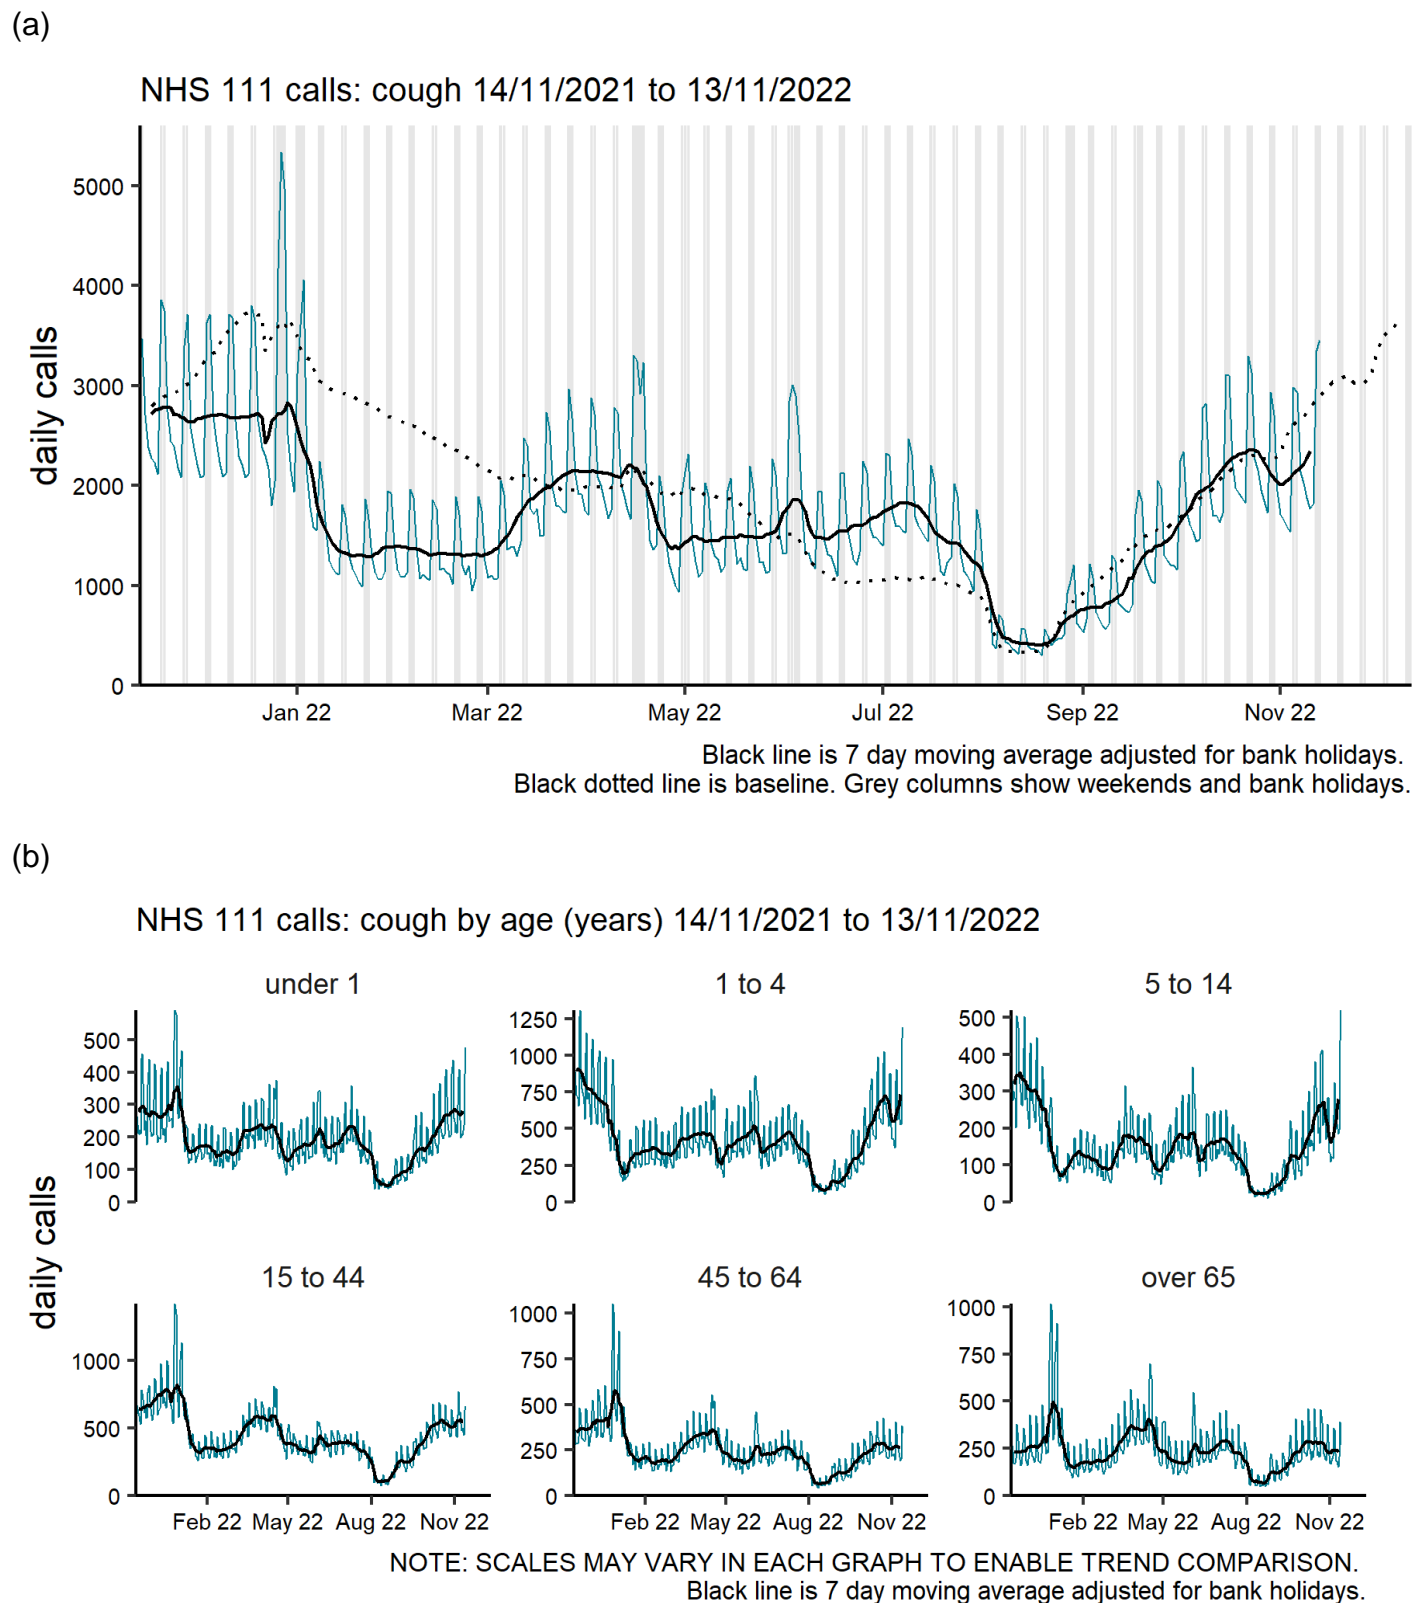 (a)
NHS 111 calls: cough 14/11/2021 to 13/11/2022
daily calls
5000
4000
3000
2000
1000
0
Jan 22 Mar 22 May 22 Jul 22 Sep 22 Nov 22
Black line is 7 day moving average adjusted for bank holidays.
Black dotted line is baseline. Grey columns show weekends and bank holidays.
(b)
NHS 111 calls: cough by age (years) 14/11/2021 to 13/11/2022
daily calls
under 1
500
400
300
200
100
0
1 to 4
1250
1000
750
500
250
0
5 to 14
500
400
300
200
100
0
15 to 44
1000
500
0
Feb 22 May 22 Aug 22 Nov 22
45 to 64
1000
750
500
250
0
Feb 22 May 22 Aug 22 Nov 22
over 65
1000
750
500
250
0
Feb 22 May 22 Aug 22 Nov 22
NOTE: SCALES MAY VARY IN EACH GRAPH TO ENABLE TREND COMPARISON.
Black line is 7 day moving average adjusted for bank holidays.